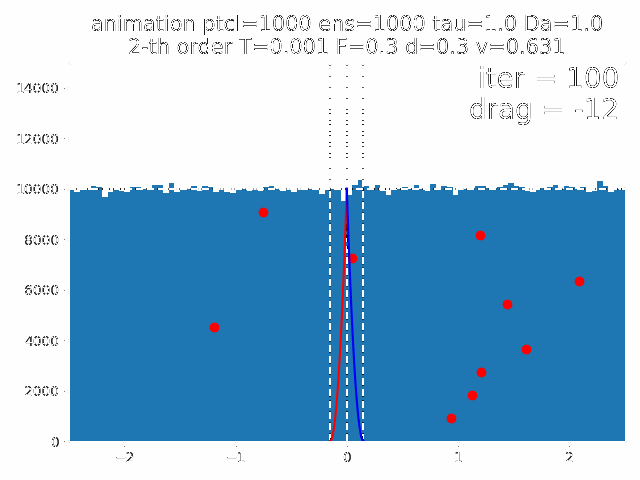 animation ptcl=1000 ens=1000 tau=1.0 Da=1.0
2-th order T=0.001 F=0.3 d=0.3 v=0.631
iter = 100
drag = -12
14000
12000
10000
8000
6000
4000
2000
0
−2 −1 0 1 2